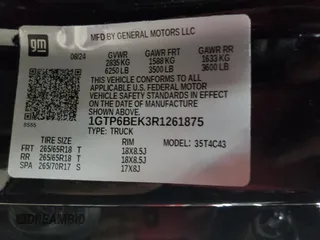 gm
MFD BY GENERAL MOTORS LLC
08/24 GVWR GAWR FRT GAWR RR
2835 KG 1588 KG 1633 KG
6250 LB 3500 LB 3600 LB
THIS VEHICLE CONFORMS TO ALL
APPLICABLE U.S. FEDERAL MOTOR
VEHICLE SAFETY STANDARDS IN EFFECT
ON THE DATE OF MANUFACTURE
SHOWN ABOVE.
1GTP6BEK3R1261875
TYPE: TRUCK MODEL: 35T4C43
TIRE SIZE RIM
FRT 265/65R18 T 18X8.5J
RR 265/65R18 T 18X8.5J
SPA 265/70R17 S 17X8J